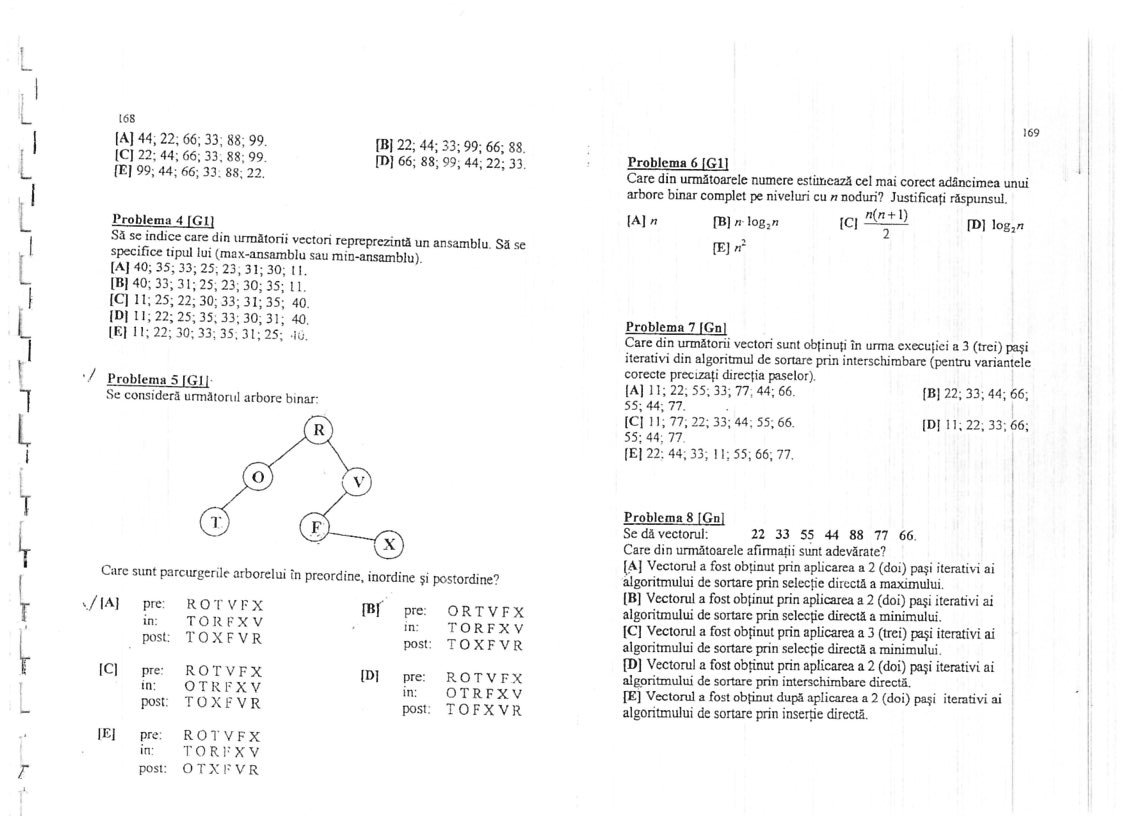 168
[A] 44; 22; 66; 33; 88; 99.
[B] 22; 44; 33; 99; 66; 88.
[C] 22; 44; 66; 33; 88; 99.
[D] 66; 88; 99; 44; 22; 33.
[E] 99; 44; 66; 33; 88; 22.
Problema 4 [G1]
Să se indice care din următorii vectori repreprezintă un ansamblu. Să se
specifice tipul lui (max-ansamblu sau min-ansamblu).
[A] 40; 35; 33; 25; 23; 31; 30; 11.
[B] 40; 33; 31; 25; 23; 30; 35; 11.
[C] 11; 25; 22; 30; 33; 31; 35; 40.
[D] 11; 22; 25; 35; 33; 30; 31; 40.
[E] 11; 22; 30; 33; 35; 31; 25; 40.
Problema 5 [G1]
Se consideră următorul arbore binar:
R
O
V
T
F
X
Care sunt parcurgerile arborelui în preordine, inordine şi postordine?
[A] pre: R O T V F X
in: T O R F X V
post: T O X F V R
[B] pre: O R T V F X
in: T O R F X V
post: T O X F V R
[C] pre: R O T V F X
in: O T R F X V
post: T O X F V R
[D] pre: R O T V F X
in: O T R F X V
post: T O F X V R
[E] pre: R O T V F X
in: T O R F X V
post: O T X F V R
169
Problema 6 [G1]
Care din următoarele numere estimează cel mai corect adâncimea unui
arbore binar complet pe niveluri cu n noduri? Justificaţi răspunsul.
[A] n [B] n log₂n [C] n(n+1)/2 [D] log₂n
[E] n²
Problema 7 [Gn]
Care din următorii vectori sunt obţinuţi în urma execuţiei a 3 (trei) paşi
iterativi din algoritmul de sortare prin interschimbare (pentru variantele
corecte precizaţi direcţia paselor).
[A] 11; 22; 55; 33; 77; 44; 66. [B] 22; 33; 44; 66;
55; 44; 77.
[C] 11; 77; 22; 33; 44; 55; 66. [D] 11; 22; 33; 66;
55; 44; 77.
[E] 22; 44; 33; 11; 55; 66; 77.
Problema 8 [Gn]
Se dă vectorul: 22 33 55 44 88 77 66.
Care din următoarele afirmaţii sunt adevărate?
[A] Vectorul a fost obţinut prin aplicarea a 2 (doi) paşi iterativi ai
algoritmului de sortare prin selecţie directă a maximului.
[B] Vectorul a fost obţinut prin aplicarea a 2 (doi) paşi iterativi ai
algoritmului de sortare prin selecţie directă a minimului.
[C] Vectorul a fost obţinut prin aplicarea a 3 (trei) paşi iterativi ai
algoritmului de sortare prin selecţie directă a minimului.
[D] Vectorul a fost obţinut prin aplicarea a 2 (doi) paşi iterativi ai
algoritmului de sortare prin interschimbare directă.
[E] Vectorul a fost obţinut după aplicarea a 2 (doi) paşi iterativi ai
algoritmului de sortare prin inserţie directă.